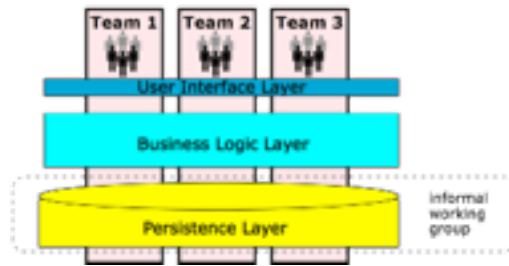 Team 1 Team 2 Team 3
User Interface Layer
Business Logic Layer
Persistence Layer
informal
working
group